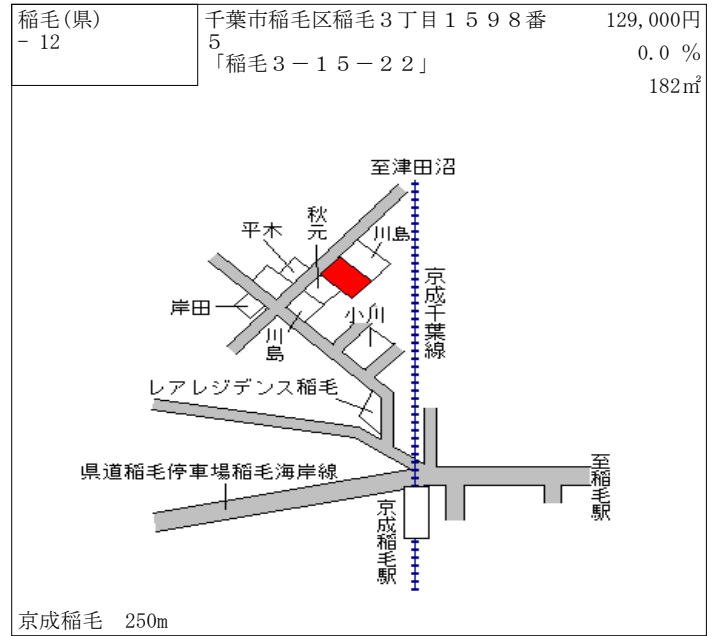 稲毛(県)
- 12
千葉市稲毛区稲毛３丁目１５９８番
５
「稲毛３－１５－２２」
129,000円
0.0 %
182㎡
至津田沼
秋元
平木
川島
京成千葉線
岸田
川島
小川
レアレジデンス稲毛
県道稲毛停車場稲毛海岸線
至稲毛駅
京成稲毛駅
京成稲毛　250m